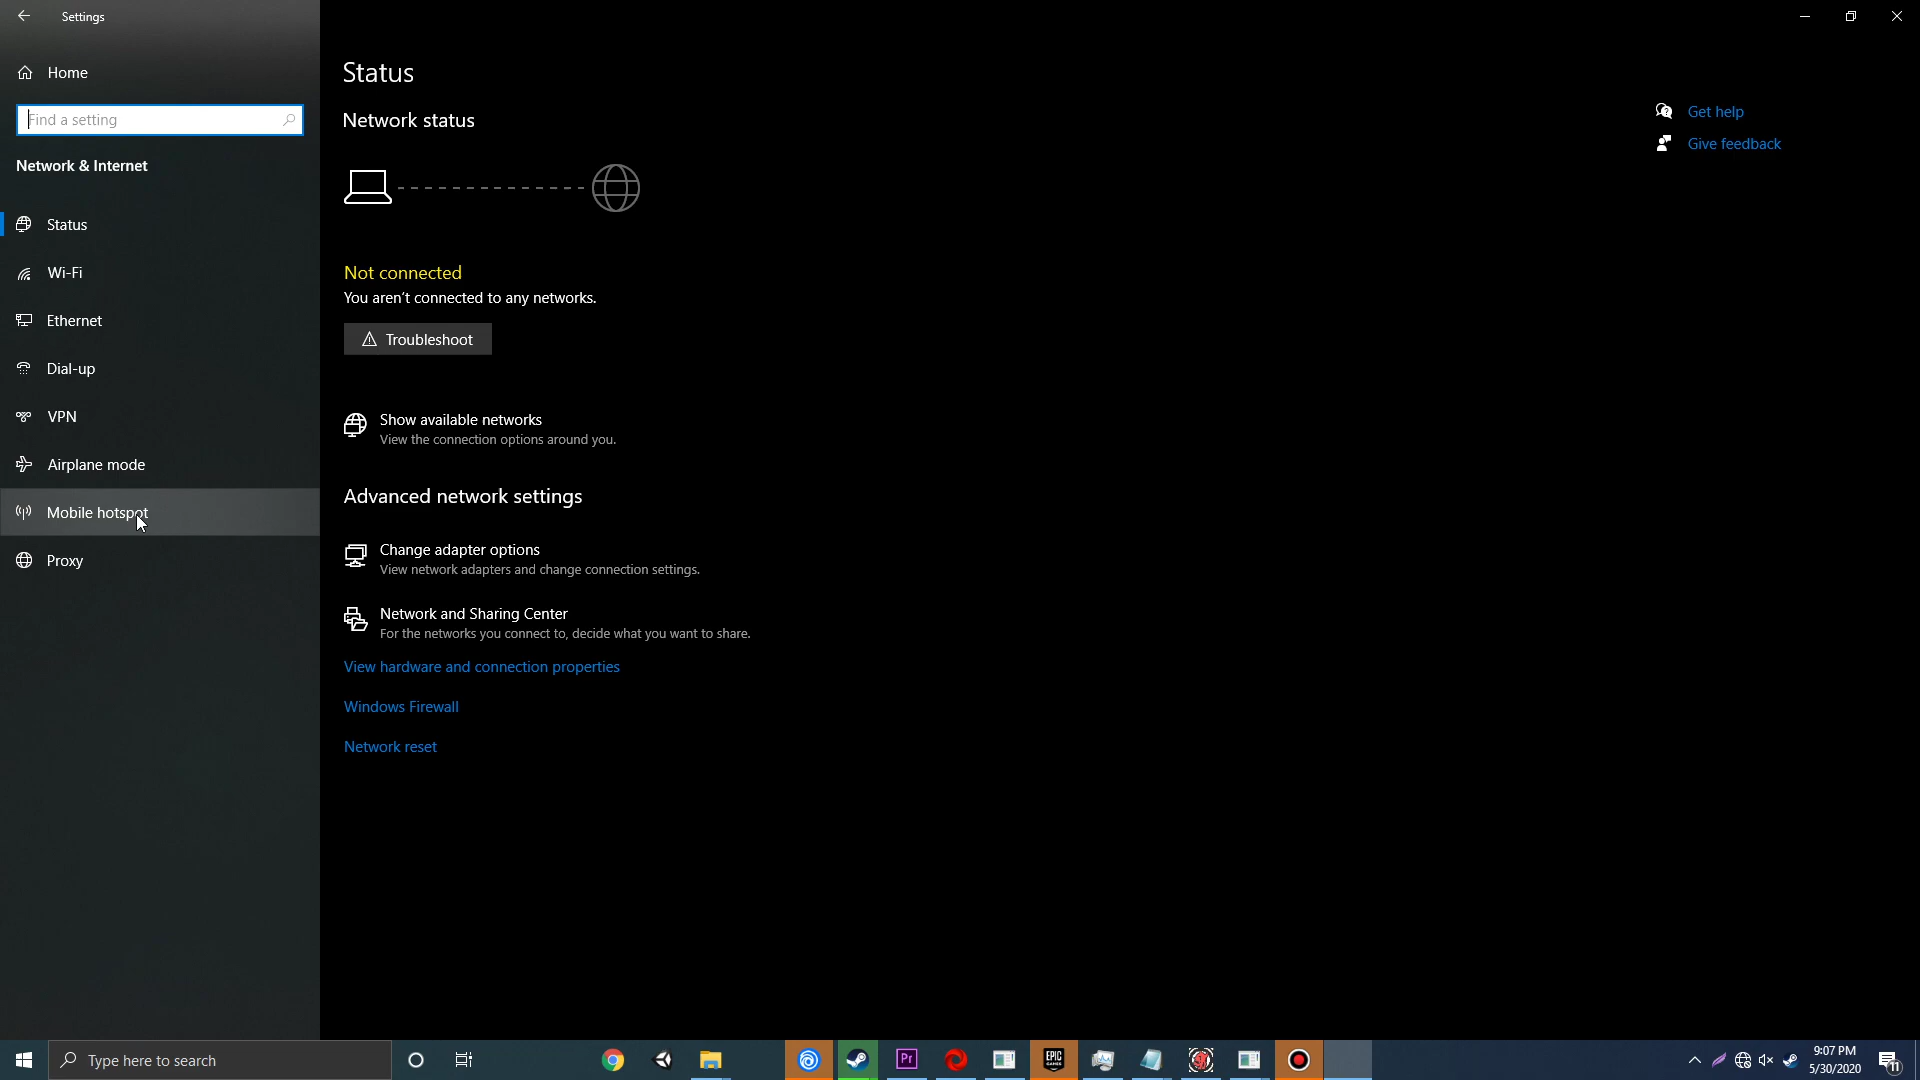 Settings
Home
Find a setting
Network & Internet
Status
Wi-Fi
Ethernet
Dial-up
VPN
Airplane mode
Mobile hotspot
Proxy
Status
Network status
Not connected
You aren't connected to any networks.
Troubleshoot
Show available networks
View the connection options around you.
Advanced network settings
Change adapter options
View network adapters and change connection settings.
Network and Sharing Center
For the networks you connect to, decide what you want to share.
View hardware and connection properties
Windows Firewall
Network reset
Get help
Give feedback
Type here to search
Pr
EPIC
GAMES
9:07 PM
5/30/2020
11